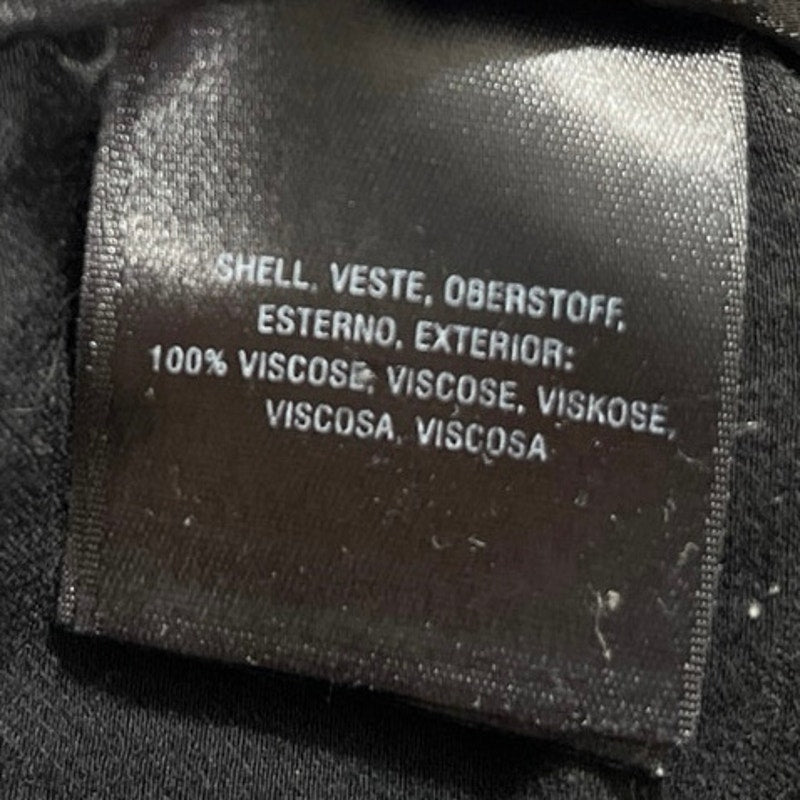 SHELL, VESTE, OBERSTOFF,
ESTERNO, EXTERIOR:
100% VISCOSE, VISCOSE, VISKOSE,
VISCOSA, VISCOSA